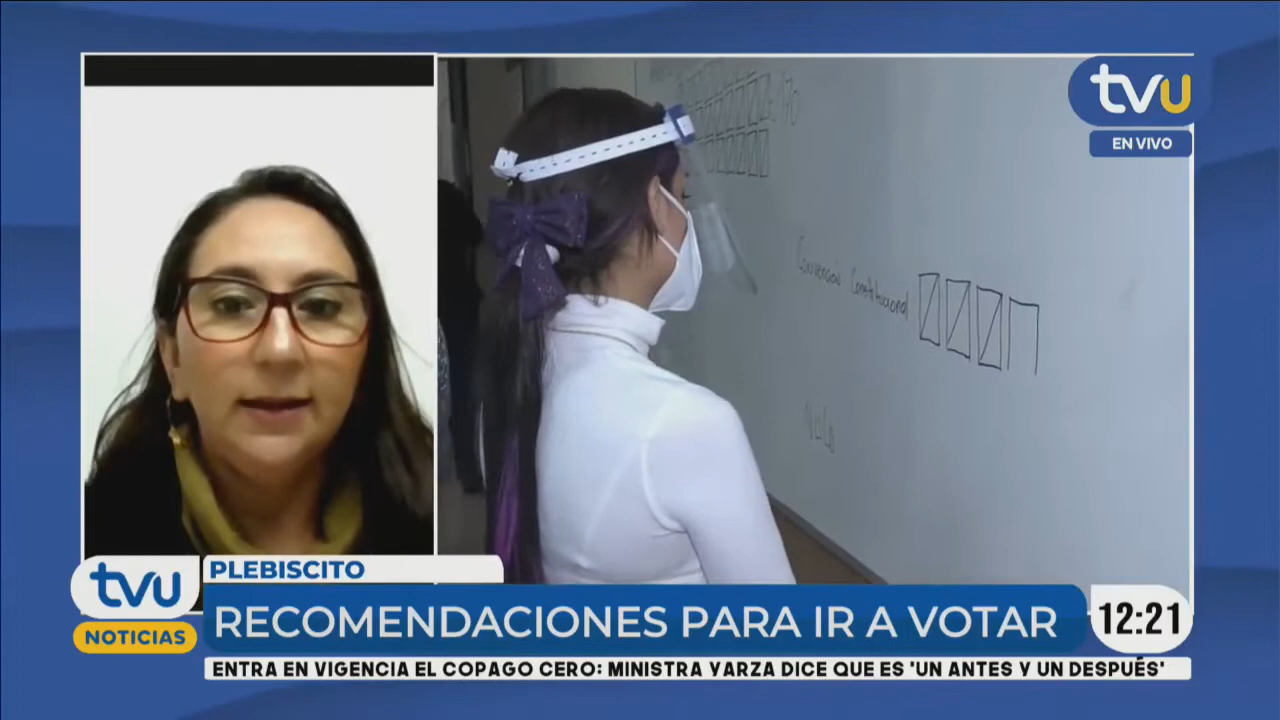 tvu
EN VIVO
Convención Constitucional
Nulo
PLEBISCITO
tvu
NOTICIAS
RECOMENDACIONES PARA IR A VOTAR
12:21
ENTRA EN VIGENCIA EL COPAGO CERO: MINISTRA YARZA DICE QUE ES 'UN ANTES Y UN DESPUÉS'